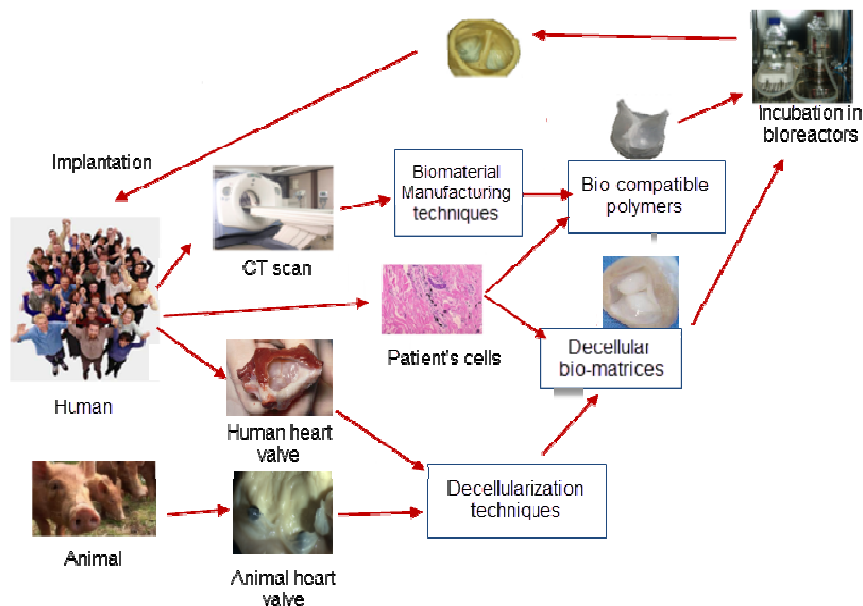 Incubation in
bioreactors
Implantation
Biomaterial
Manufacturing
techniques
Bio compatible
polymers
CT scan
Patient's cells
Decellular
bio-matrices
Human
Human heart
valve
Decellularization
techniques
Animal
Animal heart
valve